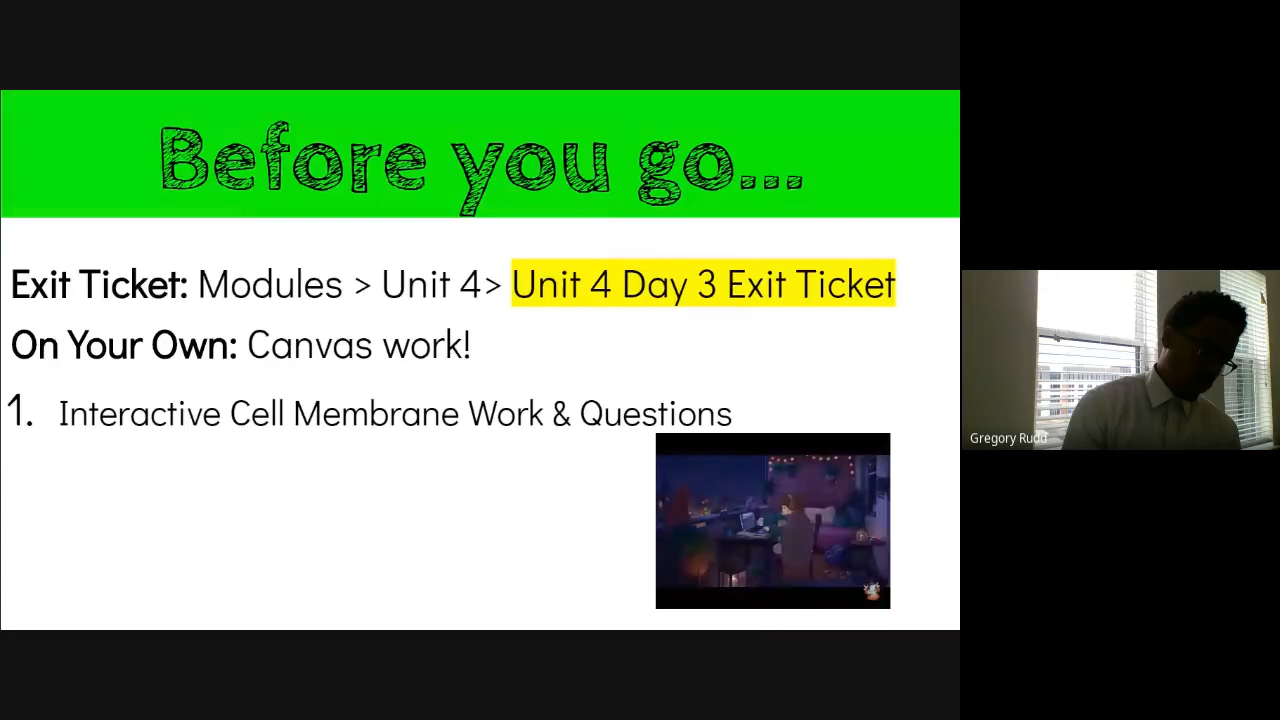 Before you go...
Exit Ticket: Modules > Unit 4> Unit 4 Day 3 Exit Ticket
On Your Own: Canvas work!
1. Interactive Cell Membrane Work & Questions
Gregory Rudd